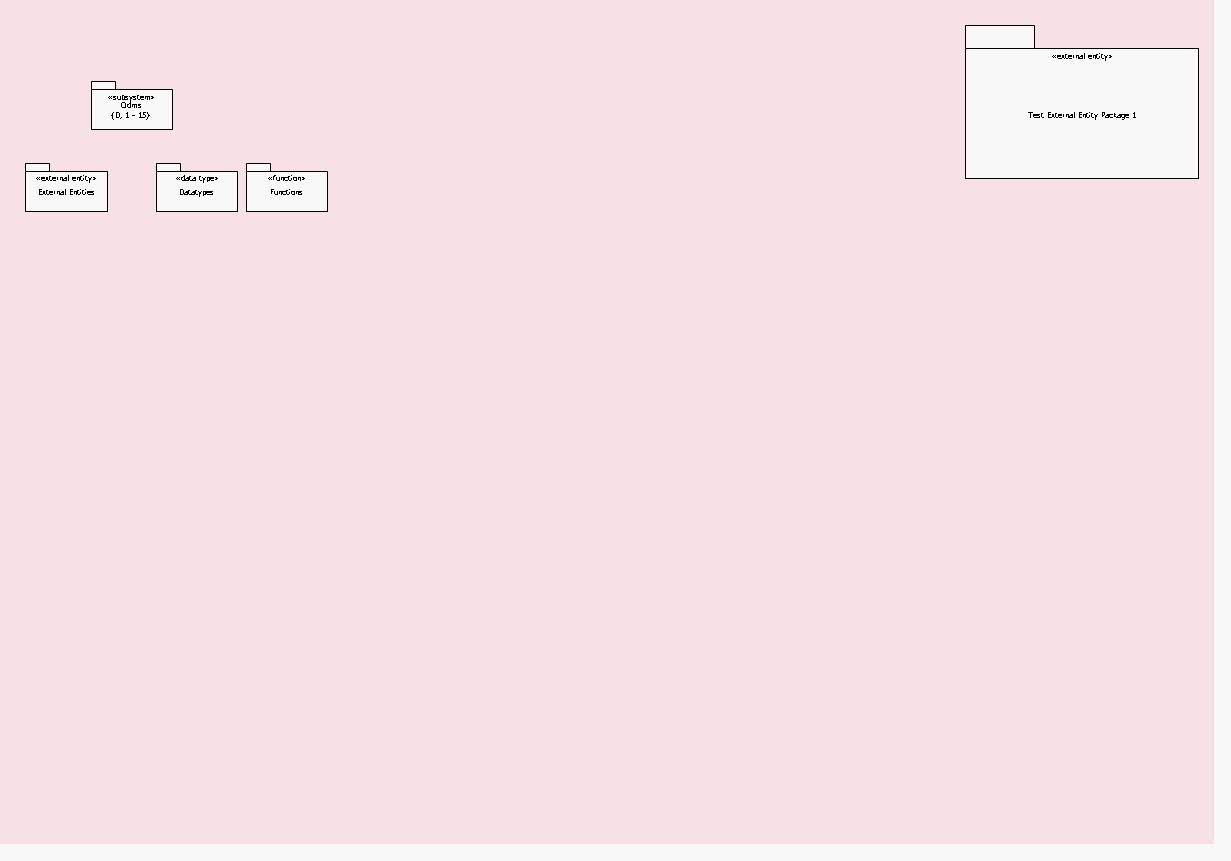 «external entity»
Test External Entity Package 1
«subsystem»
Odms
{O, 1 - 15}
«external entity»
External Entities
«data type»
Datatypes
«function»
Functions